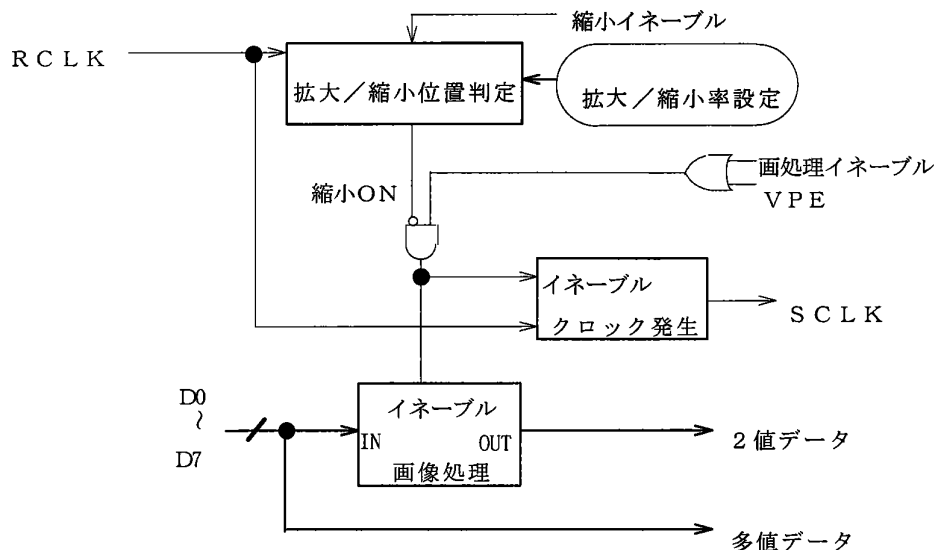 縮小イネーブル
RCLK
拡大／縮小位置判定
拡大／縮小率設定
縮小ON
画処理イネーブル
VPE
イネーブル
クロック発生
SCLK
D0
～
D7
イネーブル
IN
OUT
画像処理
2値データ
多値データ